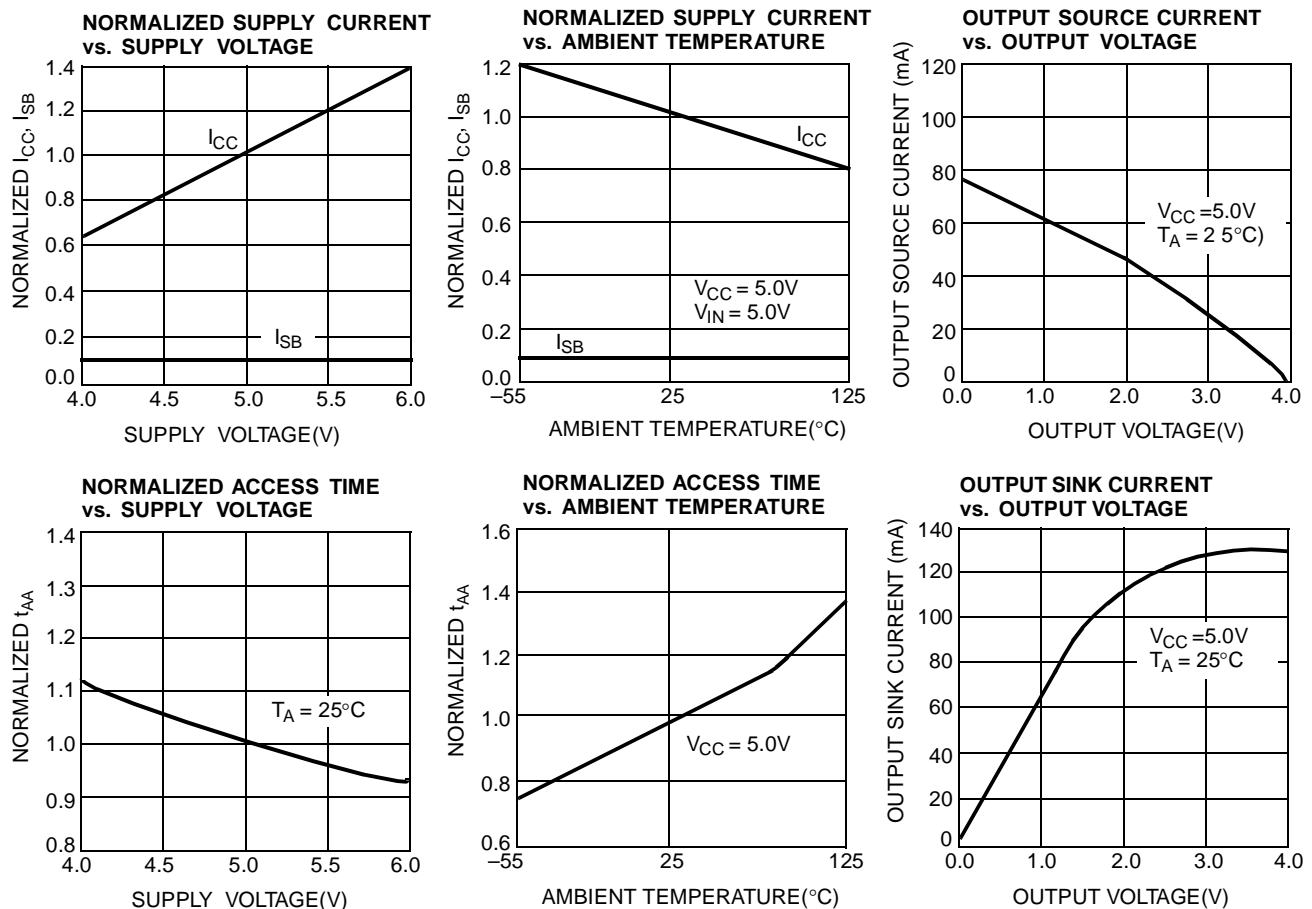 NORMALIZED SUPPLY CURRENT
vs. SUPPLY VOLTAGE
NORMALIZED ICC, ISB
1.4
1.2
1.0
0.8
0.6
0.4
0.2
0.0
ICC
ISB
4.0 4.5 5.0 5.5 6.0
SUPPLY VOLTAGE(V)
NORMALIZED SUPPLY CURRENT
vs. AMBIENT TEMPERATURE
NORMALIZED ICC, ISB
1.2
1.0
0.8
0.6
0.4
0.2
0.0
ICC
VCC = 5.0V
VIN = 5.0V
ISB
–55 25 125
AMBIENT TEMPERATURE(°C)
OUTPUT SOURCE CURRENT
vs. OUTPUT VOLTAGE
OUTPUT SOURCE CURRENT (mA)
120
100
80
60
40
20
0
VCC =5.0V
TA = 2 5°C)
0.0 1.0 2.0 3.0 4.0
OUTPUT VOLTAGE(V)
NORMALIZED ACCESS TIME
vs. SUPPLY VOLTAGE
NORMALIZED tAA
1.4
1.3
1.2
1.1
1.0
0.9
0.8
TA = 25°C
4.0 4.5 5.0 5.5 6.0
SUPPLY VOLTAGE(V)
NORMALIZED ACCESS TIME
vs. AMBIENT TEMPERATURE
NORMALIZED tAA
1.6
1.4
1.2
1.0
0.8
0.6
VCC = 5.0V
–55 25 125
AMBIENT TEMPERATURE(°C)
OUTPUT SINK CURRENT
vs. OUTPUT VOLTAGE
OUTPUT SINK CURRENT (mA)
140
120
100
80
60
40
20
0
VCC =5.0V
TA = 25°C
0.0 1.0 2.0 3.0 4.0
OUTPUT VOLTAGE(V)